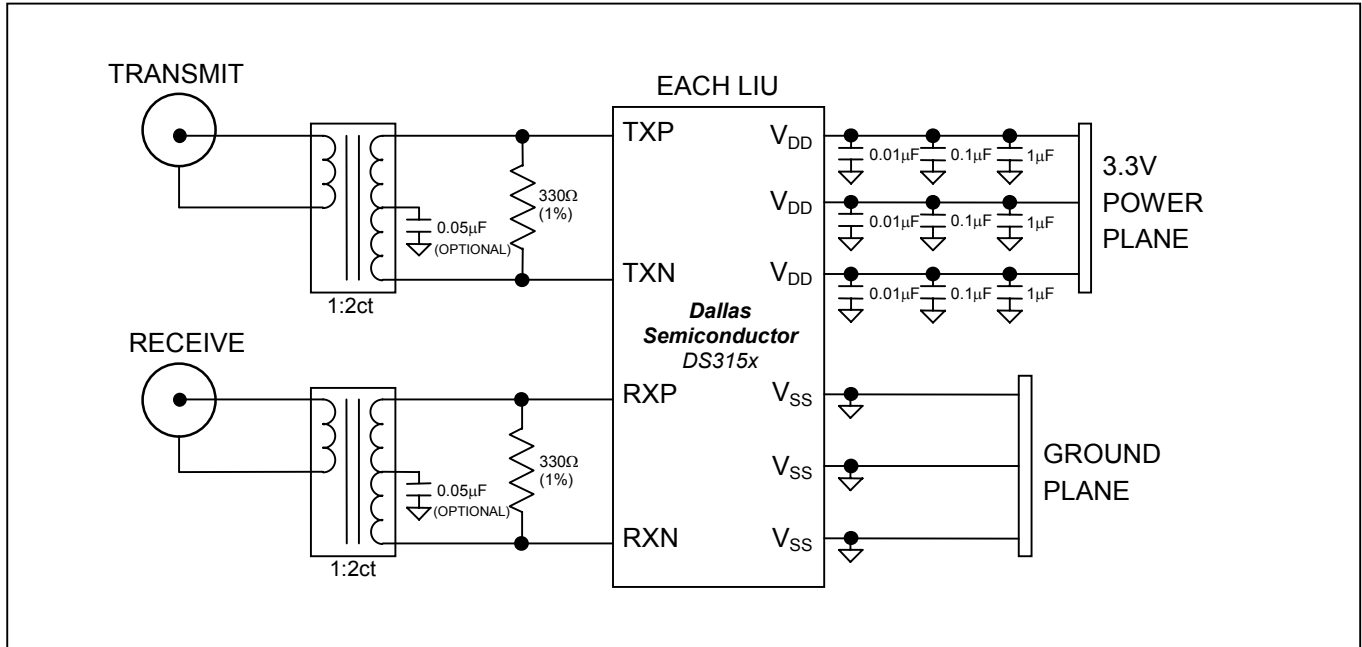 TRANSMIT
1:2ct
0.05µF
(OPTIONAL)
330Ω
(1%)
RECEIVE
1:2ct
0.05µF
(OPTIONAL)
330Ω
(1%)
EACH LIU
TXP
TXN
RXP
RXN
Dallas
Semiconductor
DS315x
VDD
VDD
VDD
VSS
VSS
VSS
0.01µF 0.1µF 1µF
0.01µF 0.1µF 1µF
0.01µF 0.1µF 1µF
3.3V
POWER
PLANE
GROUND
PLANE